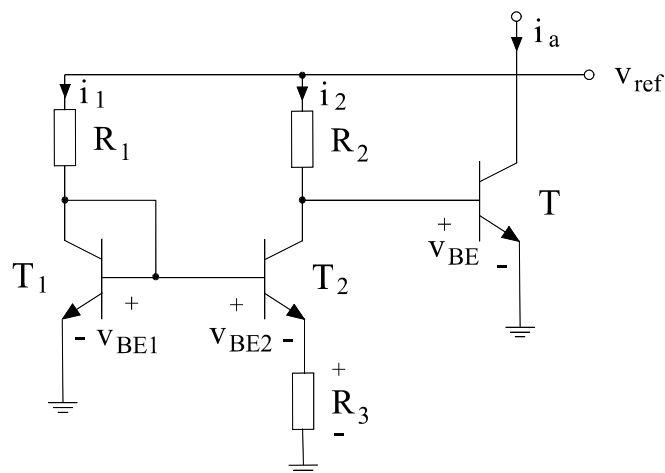 i a
v ref
i 1
i 2
R 1
R 2
T
+
v BE
-
T 1
T 2
+
+
- v BE1
v BE2 -
+
R 3
-